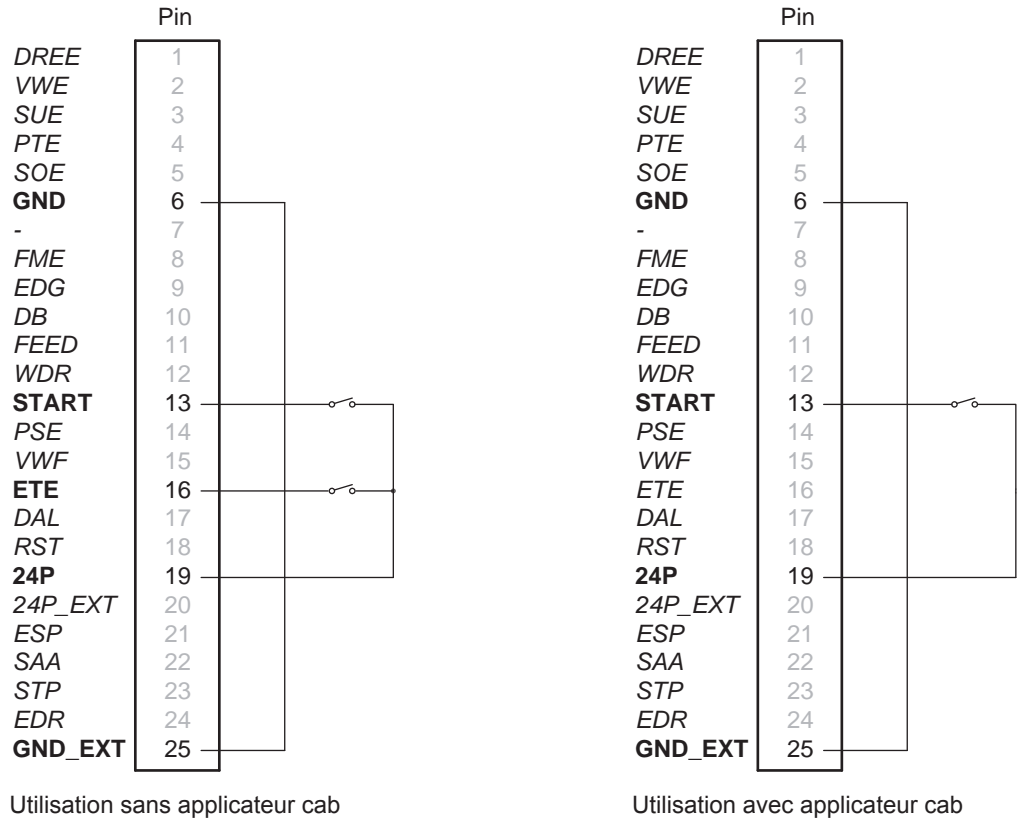 Pin
DREE 1
VWE 2
SUE 3
PTE 4
SOE 5
GND 6
- 7
FME 8
EDG 9
DB 10
FEED 11
WDR 12
START 13
PSE 14
VWF 15
ETE 16
DAL 17
RST 18
24P 19
24P_EXT 20
ESP 21
SAA 22
STP 23
EDR 24
GND_EXT 25
Utilisation sans applicateur cab
Pin
DREE 1
VWE 2
SUE 3
PTE 4
SOE 5
GND 6
- 7
FME 8
EDG 9
DB 10
FEED 11
WDR 12
START 13
PSE 14
VWF 15
ETE 16
DAL 17
RST 18
24P 19
24P_EXT 20
ESP 21
SAA 22
STP 23
EDR 24
GND_EXT 25
Utilisation avec applicateur cab